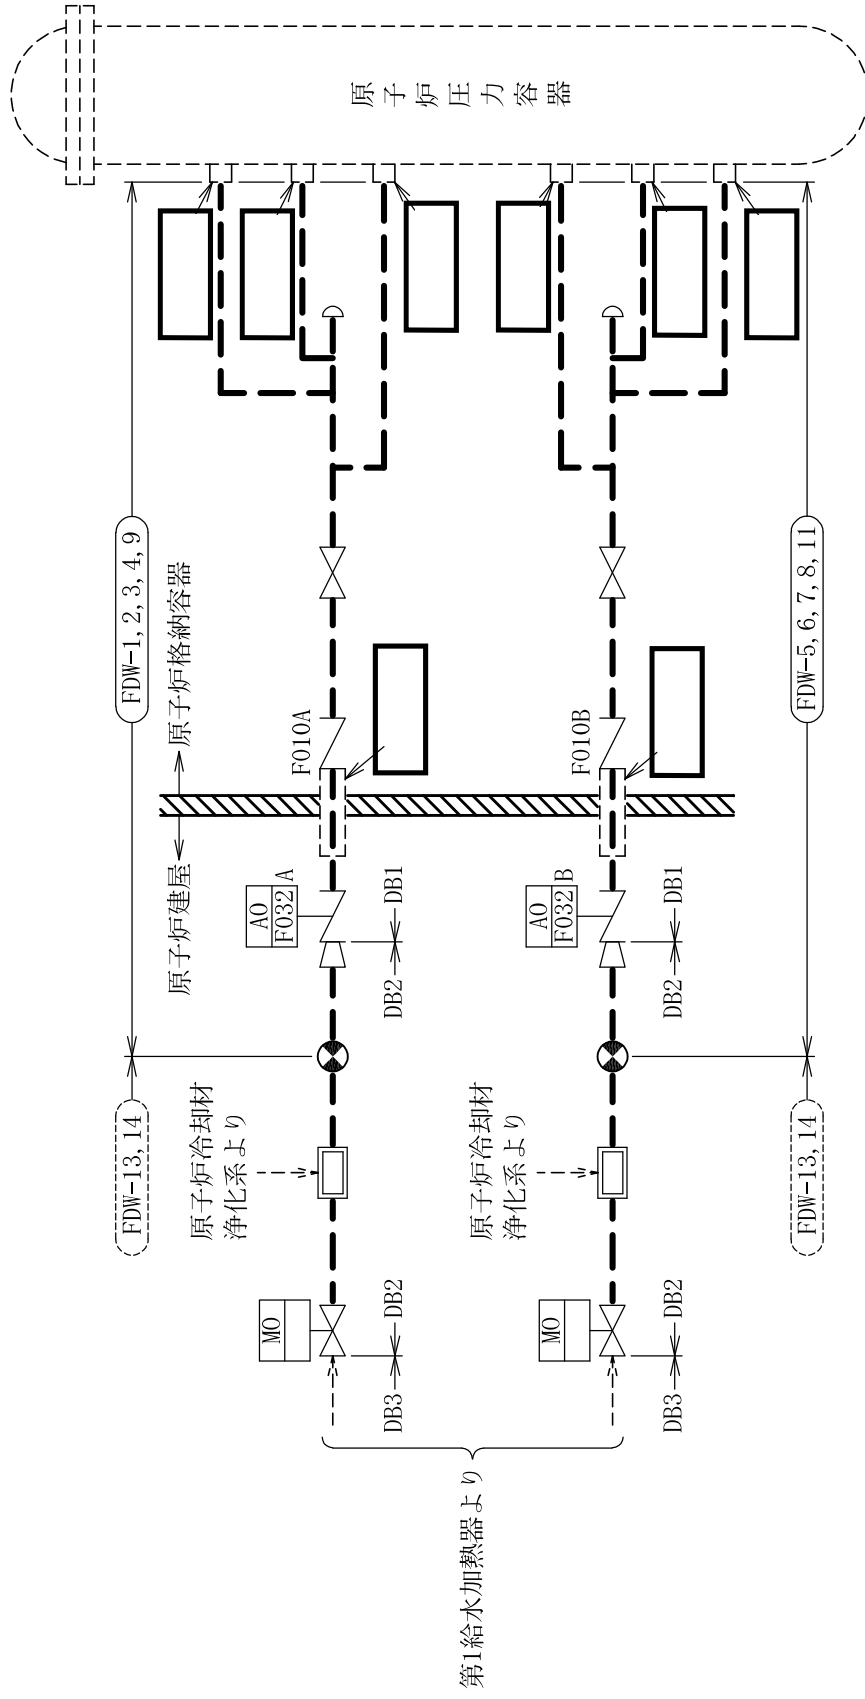 原子炉圧力容器
FDW-1, 2, 3, 4, 9
FDW-5, 6, 7, 8, 11
原子炉建屋
原子炉格納容器
F010A
F010B
AO
F032 A
AO
F032 B
DB2
DB1
DB2
DB1
FDW-13, 14
FDW-13, 14
原子炉冷却材
浄化系より
原子炉冷却材
浄化系より
MO
MO
DB3
DB2
DB3
DB2
第1給水加熱器より